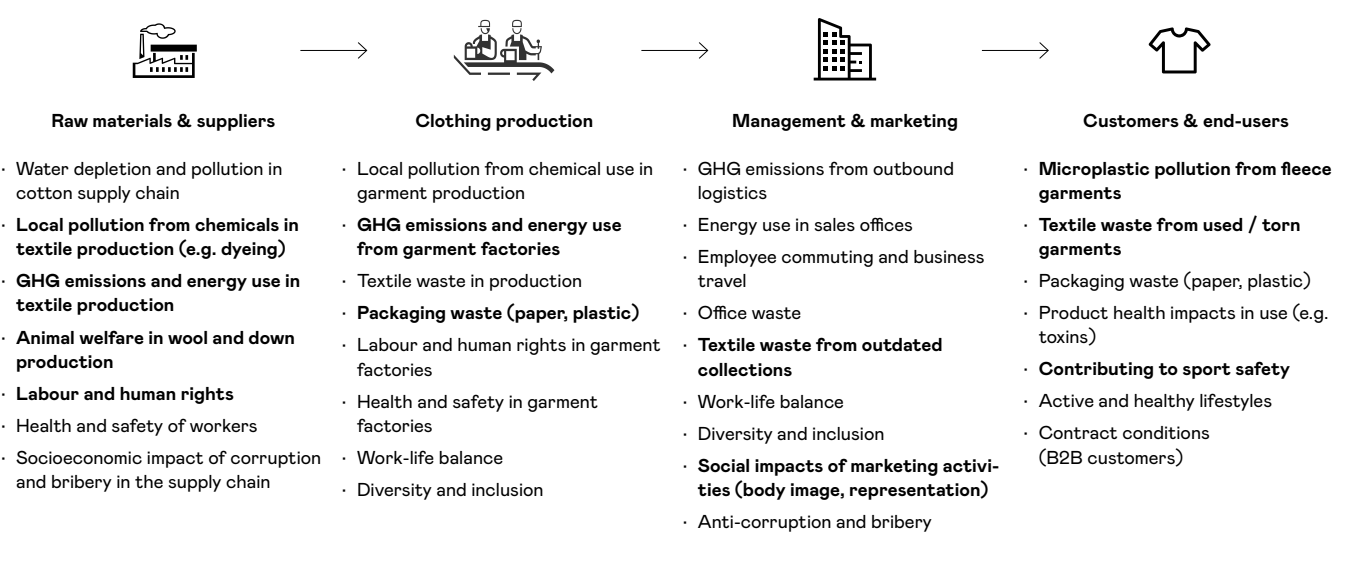 Raw materials & suppliers
· Water depletion and pollution in
cotton supply chain
· Local pollution from chemicals in
textile production (e.g. dyeing)
· GHG emissions and energy use in
textile production
· Animal welfare in wool and down
production
· Labour and human rights
· Health and safety of workers
· Socioeconomic impact of corruption
and bribery in the supply chain
Clothing production
· Local pollution from chemical use in
garment production
· GHG emissions and energy use
from garment factories
· Textile waste in production
· Packaging waste (paper, plastic)
· Labour and human rights in garment
factories
· Health and safety in garment
factories
· Work-life balance
· Diversity and inclusion
Management & marketing
· GHG emissions from outbound
logistics
· Energy use in sales offices
· Employee commuting and business
travel
· Office waste
· Textile waste from outdated
collections
· Work-life balance
· Diversity and inclusion
· Social impacts of marketing activi-
ties (body image, representation)
· Anti-corruption and bribery
Customers & end-users
· Microplastic pollution from fleece
garments
· Textile waste from used / torn
garments
· Packaging waste (paper, plastic)
· Product health impacts in use (e.g.
toxins)
· Contributing to sport safety
· Active and healthy lifestyles
· Contract conditions
(B2B customers)